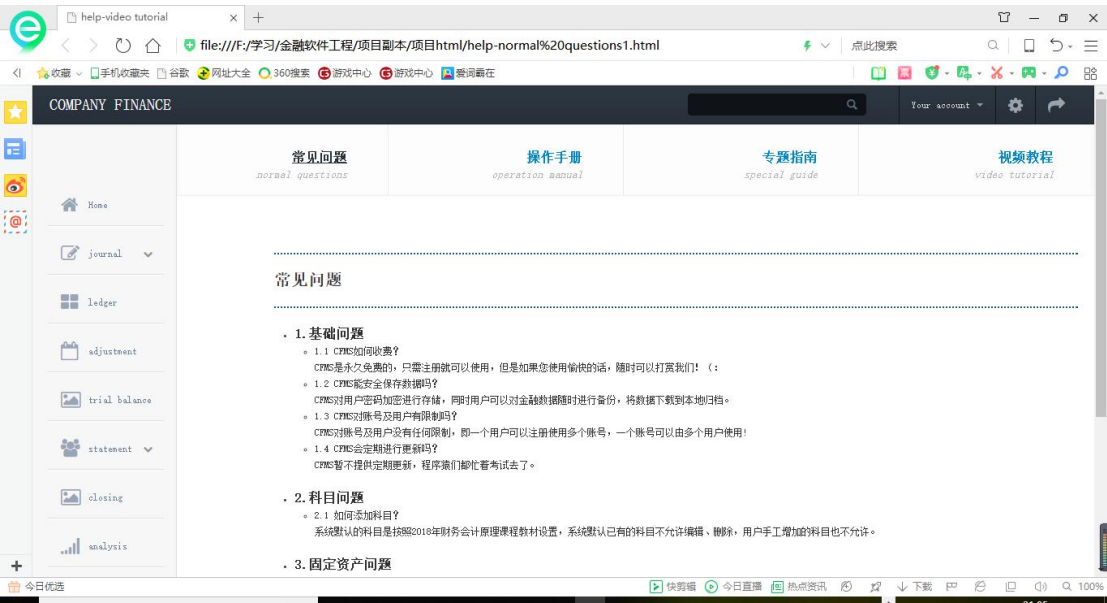 help-video tutorial
file:///F:/学习/金融软件工程/项目副本/项目html/help-normal%20questions1.html
点此搜索
收藏 手机收藏夹 谷歌 网址大全 360搜索 游戏中心 游戏中心 爱词霸在
COMPANY FINANCE
Your account
常见问题 操作手册 专题指南 视频教程
normal questions operation manual special guide video tutorial
Home
journal
ledger
adjustment
trial balance
statement
closing
analysis
常见问题
1.基础问题
1.1 CFMS如何收费?
CFMS是永久免费的,只需注册就可以使用,但是如果您使用愉快的话,随时可以打赏我们!(:
1.2 CFMS能安全保存数据吗?
CFMS对用户密码加密进行存储,同时用户可以对金融数据随时进行备份,将数据下载到本地归档。
1.3 CFMS对账号及用户有限制吗?
CFMS对账号及用户没有任何限制,即一个用户可以注册使用多个账号,一个账号可以由多个用户使用!
1.4 CFMS会定期进行更新吗?
CFMS暂不提供定期更新,程序猿们都忙着考试去了。
2.科目问题
2.1 如何添加科目?
系统默认的科目是按照2018年财务会计原理课程教材设置,系统默认已有的科目不允许编辑、删除,用户手工增加的科目也不允许。
3.固定资产问题
今日优选
快剪辑 今日直播 热点资讯 下载 100%